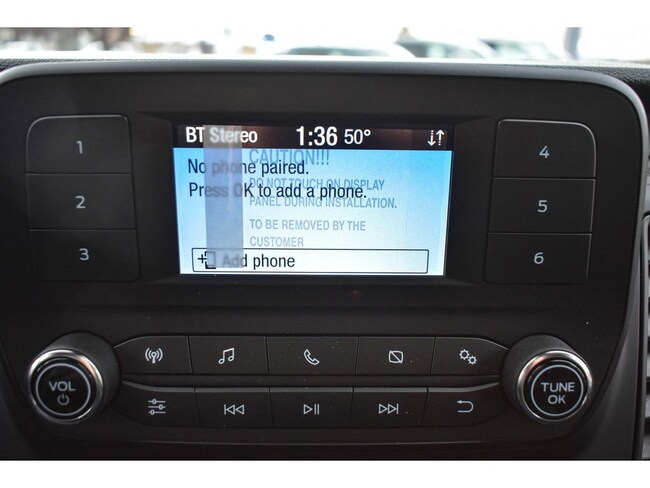 BT Stereo 1:36 50°
No phone paired.
Press OK to add a phone.
Add phone
CAUTION!!!
DO NOT TOUCH ON DISPLAY
PANEL DURING INSTALLATION.
TO BE REMOVED BY THE
CUSTOMER
1
2
3
4
5
6
VOL
TUNE
OK